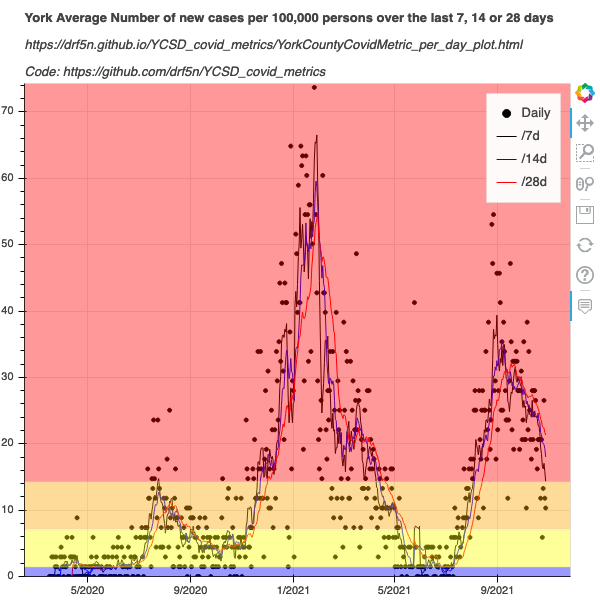 York Average Number of new cases per 100,000 persons over the last 7, 14 or 28 days
https://drf5n.github.io/YCSD_covid_metrics/YorkCountyCovidMetric_per_day_plot.html
Code: https://github.com/drf5n/YCSD_covid_metrics
Daily
/7d
/14d
/28d
70
60
50
40
30
20
10
0
5/2020
9/2020
1/2021
5/2021
9/2021